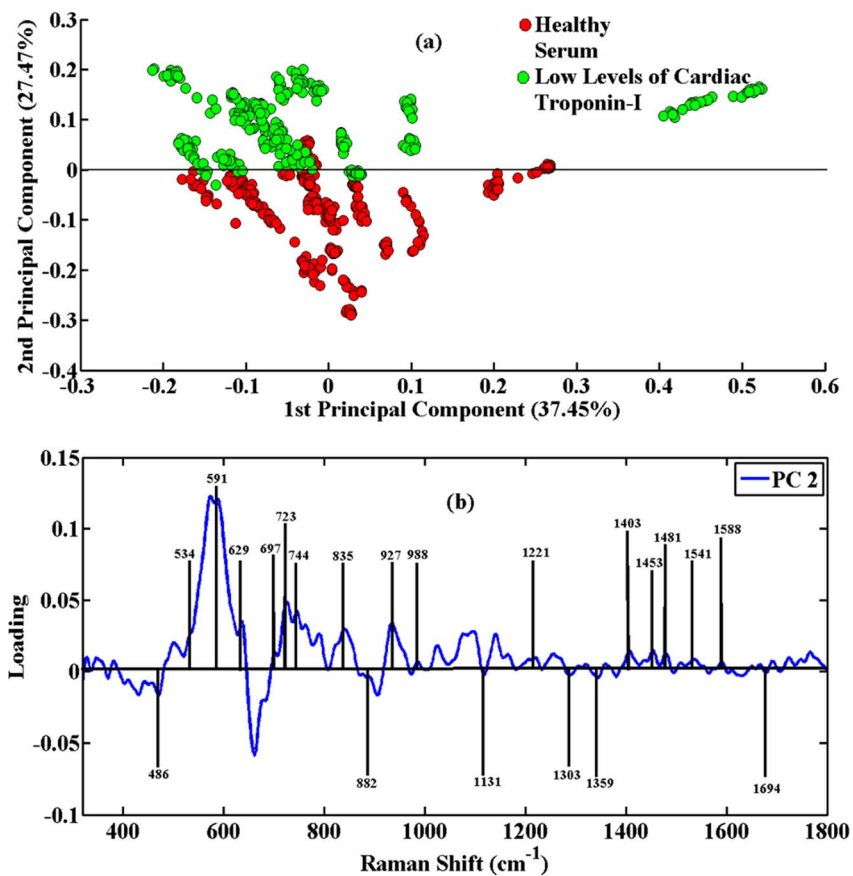 (a)
Healthy
Serum
Low Levels of Cardiac
Troponin-I
2nd Principal Component (27.47%)
0.3
0.2
0.1
0
-0.1
-0.2
-0.3
-0.4
-0.3 -0.2 -0.1 0 0.1 0.2 0.3 0.4 0.5 0.6
1st Principal Component (37.45%)
(b)
PC 2
Loading
0.15
0.1
0.05
0
-0.05
-0.1
534 591 629 697 723 744 835 927 988 1221 1403 1453 1481 1541 1588
486 882 1131 1303 1359 1694
400 600 800 1000 1200 1400 1600 1800
Raman Shift (cm⁻¹)